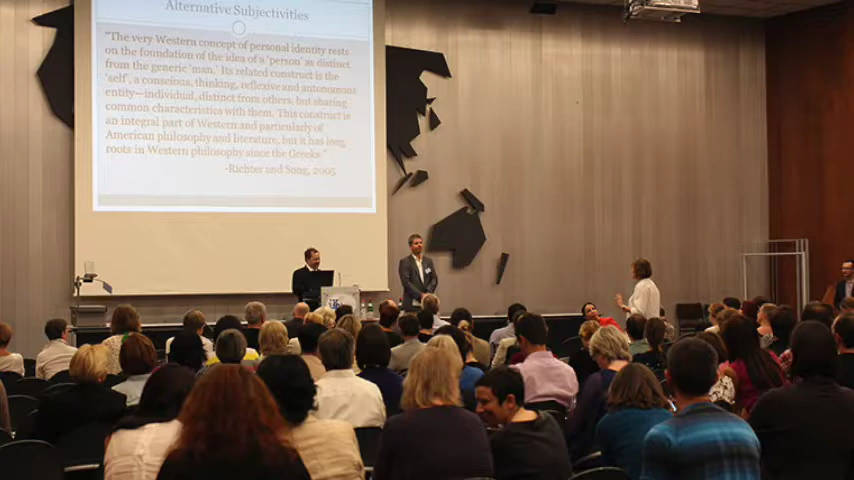 Alternative Subjectivities
"The very Western concept of personal identity rests
on the foundation of the idea of a 'person' as distinct
from the generic 'man.' Its related construct is the
'self', a conscious, thinking, reflexive and autonomous
entity—individual, distinct from others, but sharing
common characteristics with them. This construct is
an integral part of Western and particularly of
American philosophy and literature, but it has long
roots in Western philosophy since the Greeks."
-Richter and Song, 2005